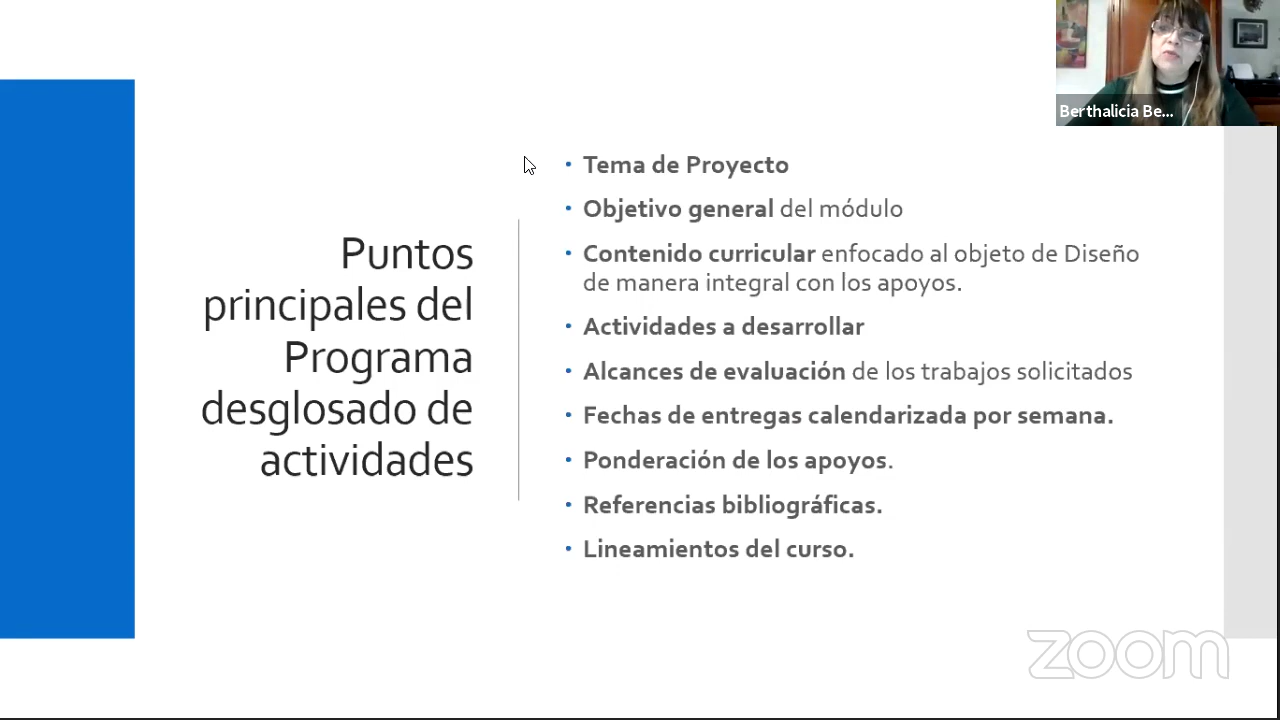 Berthalicia Be...
Puntos
principales del
Programa
desglosado de
actividades
• Tema de Proyecto
• Objetivo general del módulo
• Contenido curricular enfocado al objeto de Diseño
de manera integral con los apoyos.
• Actividades a desarrollar
• Alcances de evaluación de los trabajos solicitados
• Fechas de entregas calendarizada por semana.
• Ponderación de los apoyos.
• Referencias bibliográficas.
• Lineamientos del curso.
zoom